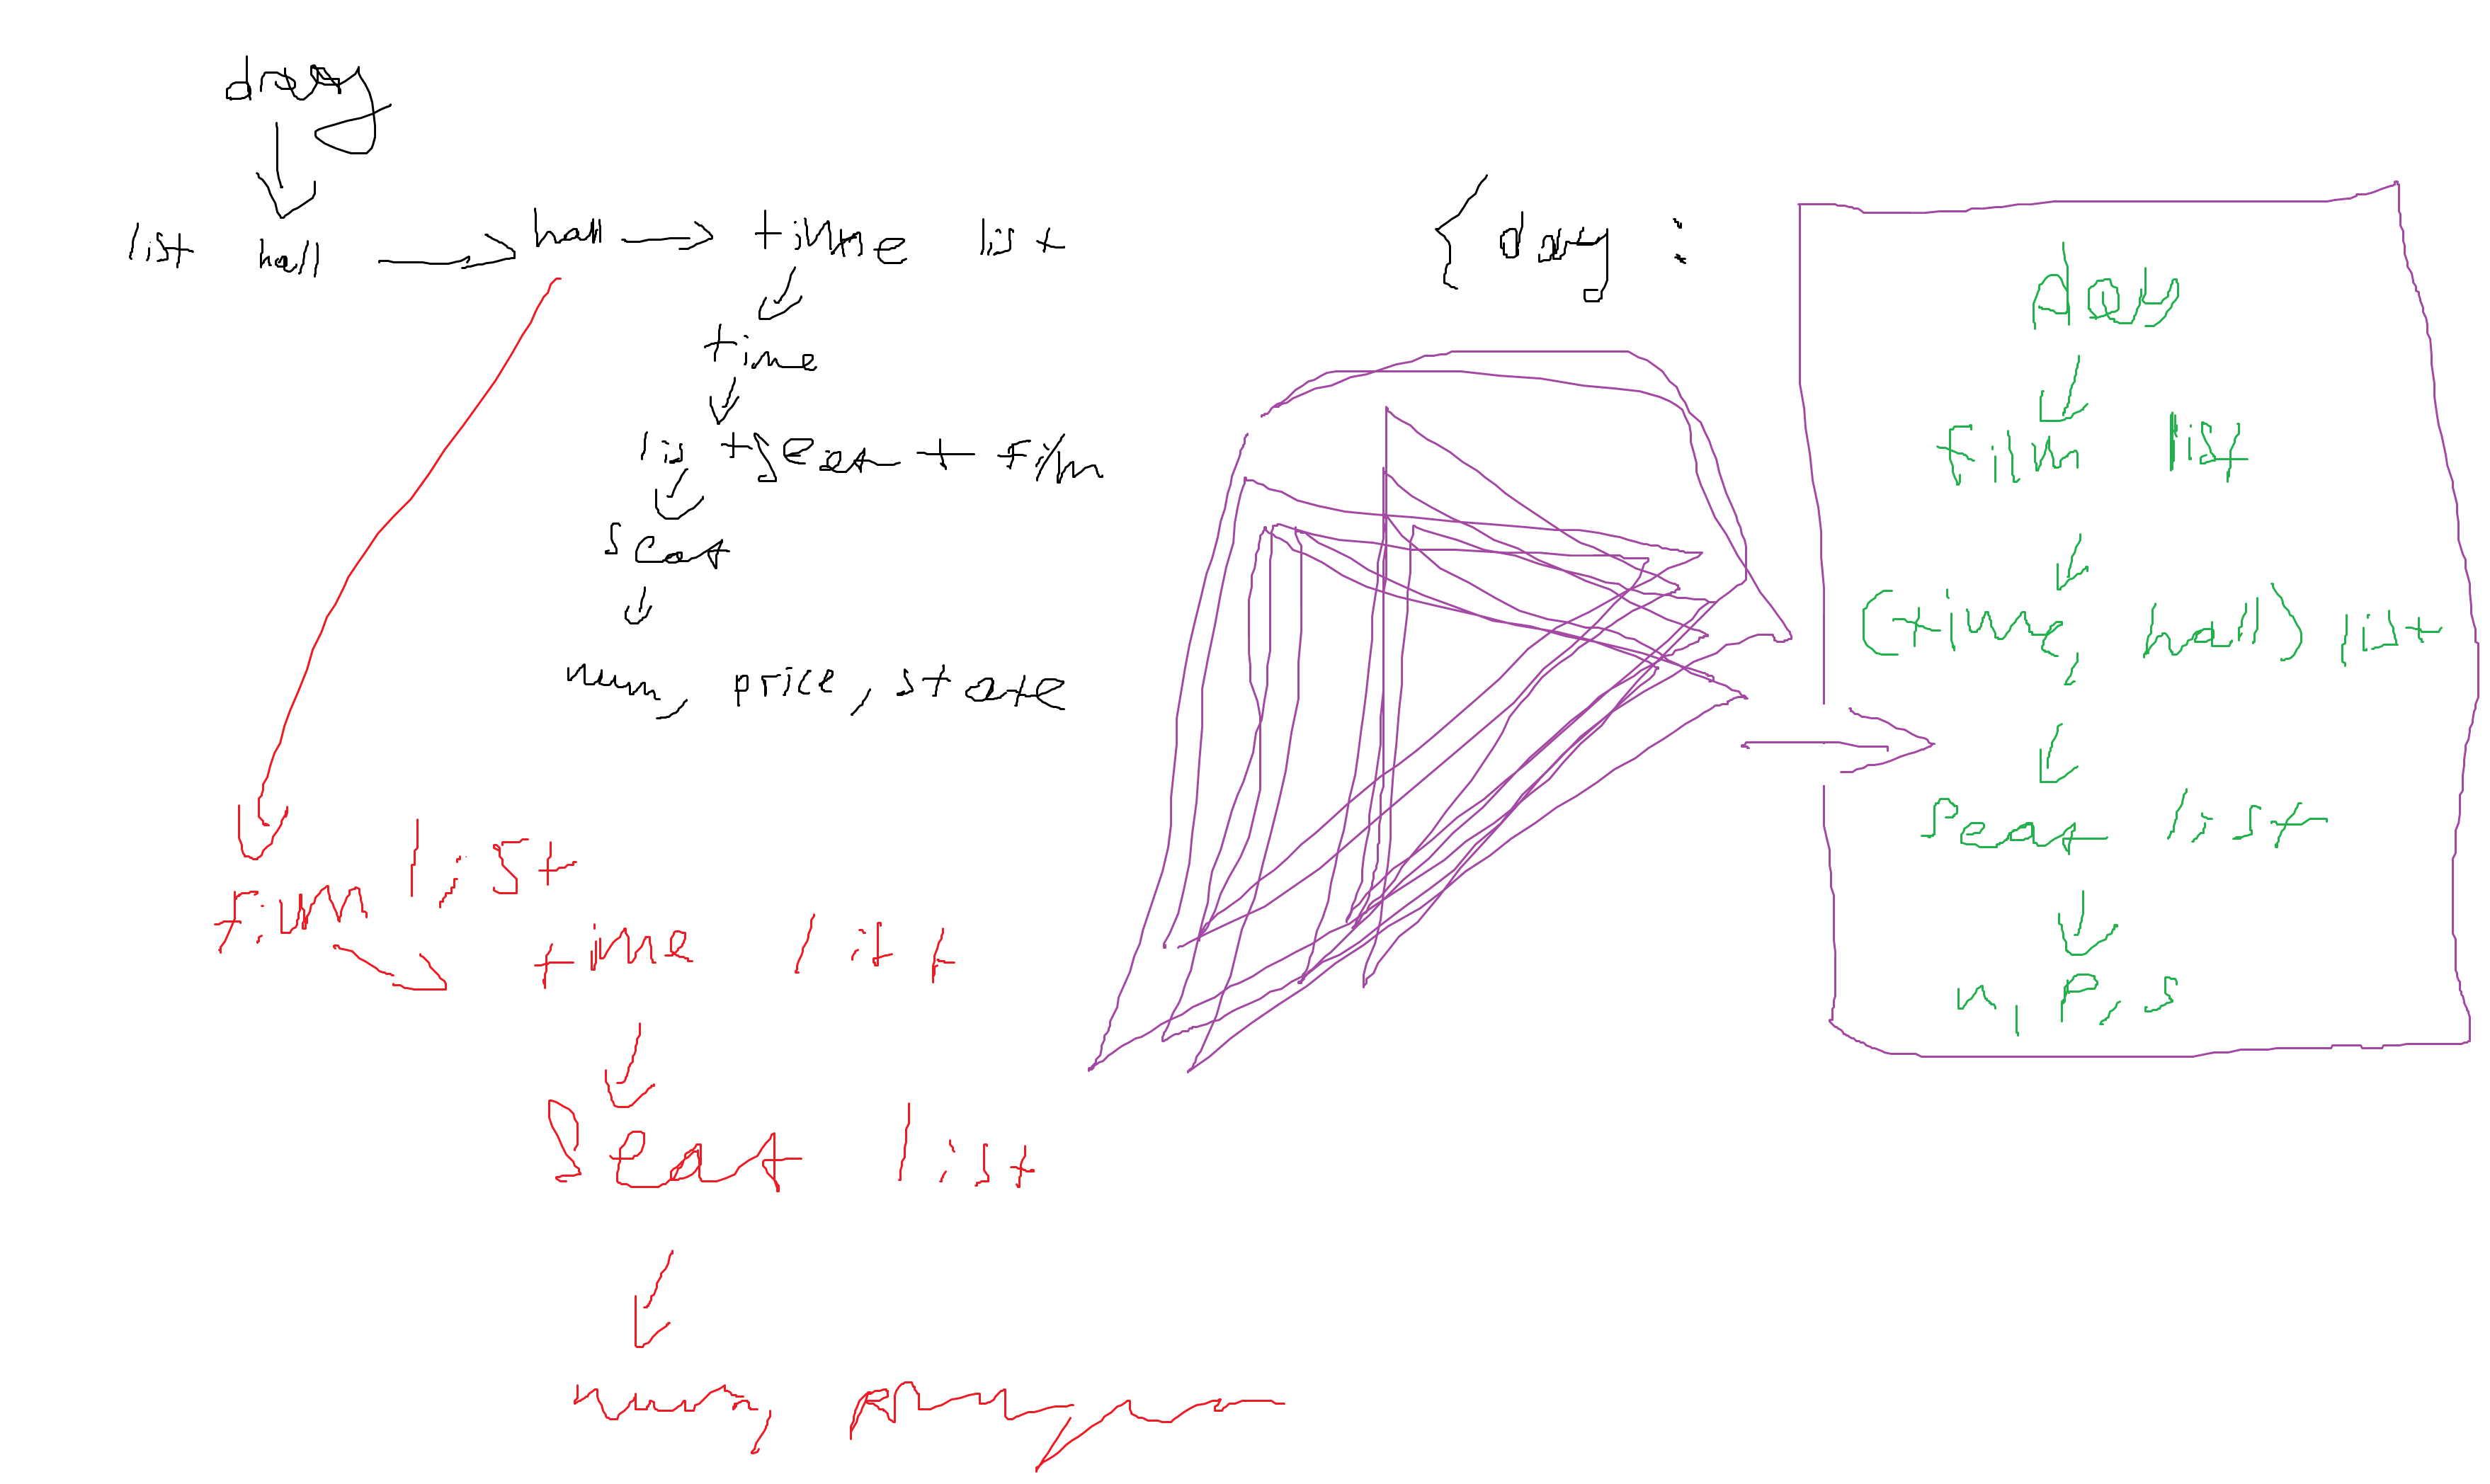 day
list hall hall time list
time
list seat + film
seat
num, price, state
{ day :
film list
time list
seat list
num,
day
film list
(time, hall) list
seat list
n, p, s